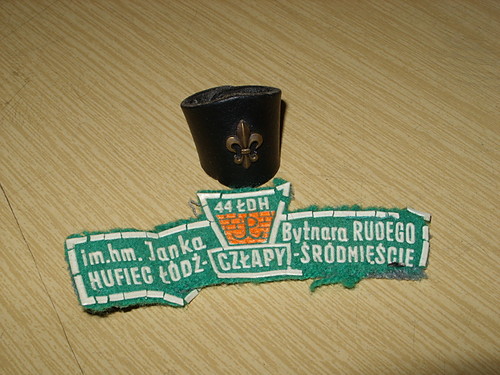 44 ŁDH
im. hm. Janka Bytnara RUDEGO
HUFIEC ŁÓDŹ- CZŁAPY -ŚRÓDMIEŚCIE